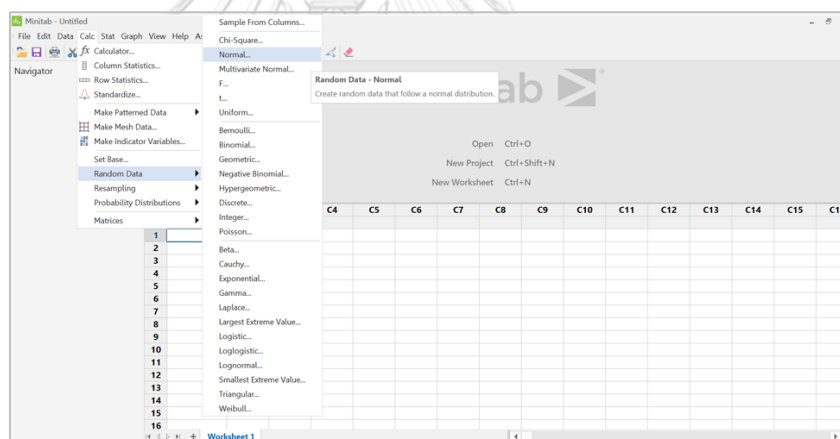 Minitab - Untitled
File Edit Data Calc Stat Graph View Help
Navigator
Calculator...
Column Statistics...
Row Statistics...
Standardize...
Make Patterned Data
Make Mesh Data...
Make Indicator Variables...
Set Base...
Random Data
Resampling
Probability Distributions
Matrices
Sample From Columns...
Chi-Square...
Normal...
Multivariate Normal...
F...
t...
Uniform...
Bernoulli...
Binomial...
Geometric...
Negative Binomial...
Hypergeometric...
Discrete...
Integer...
Poisson...
Beta...
Cauchy...
Exponential...
Gamma...
Laplace...
Largest Extreme Value...
Logistic...
Loglogistic...
Lognormal...
Smallest Extreme Value...
Triangular...
Weibull...
Random Data - Normal
Create random data that follow a normal distribution.
ab
Open Ctrl+O
New Project Ctrl+Shift+N
New Worksheet Ctrl+N
C4 C5 C6 C7 C8 C9 C10 C11 C12 C13 C14 C15
1
2
3
4
5
6
7
8
9
10
11
12
13
14
15
16
Worksheet 1